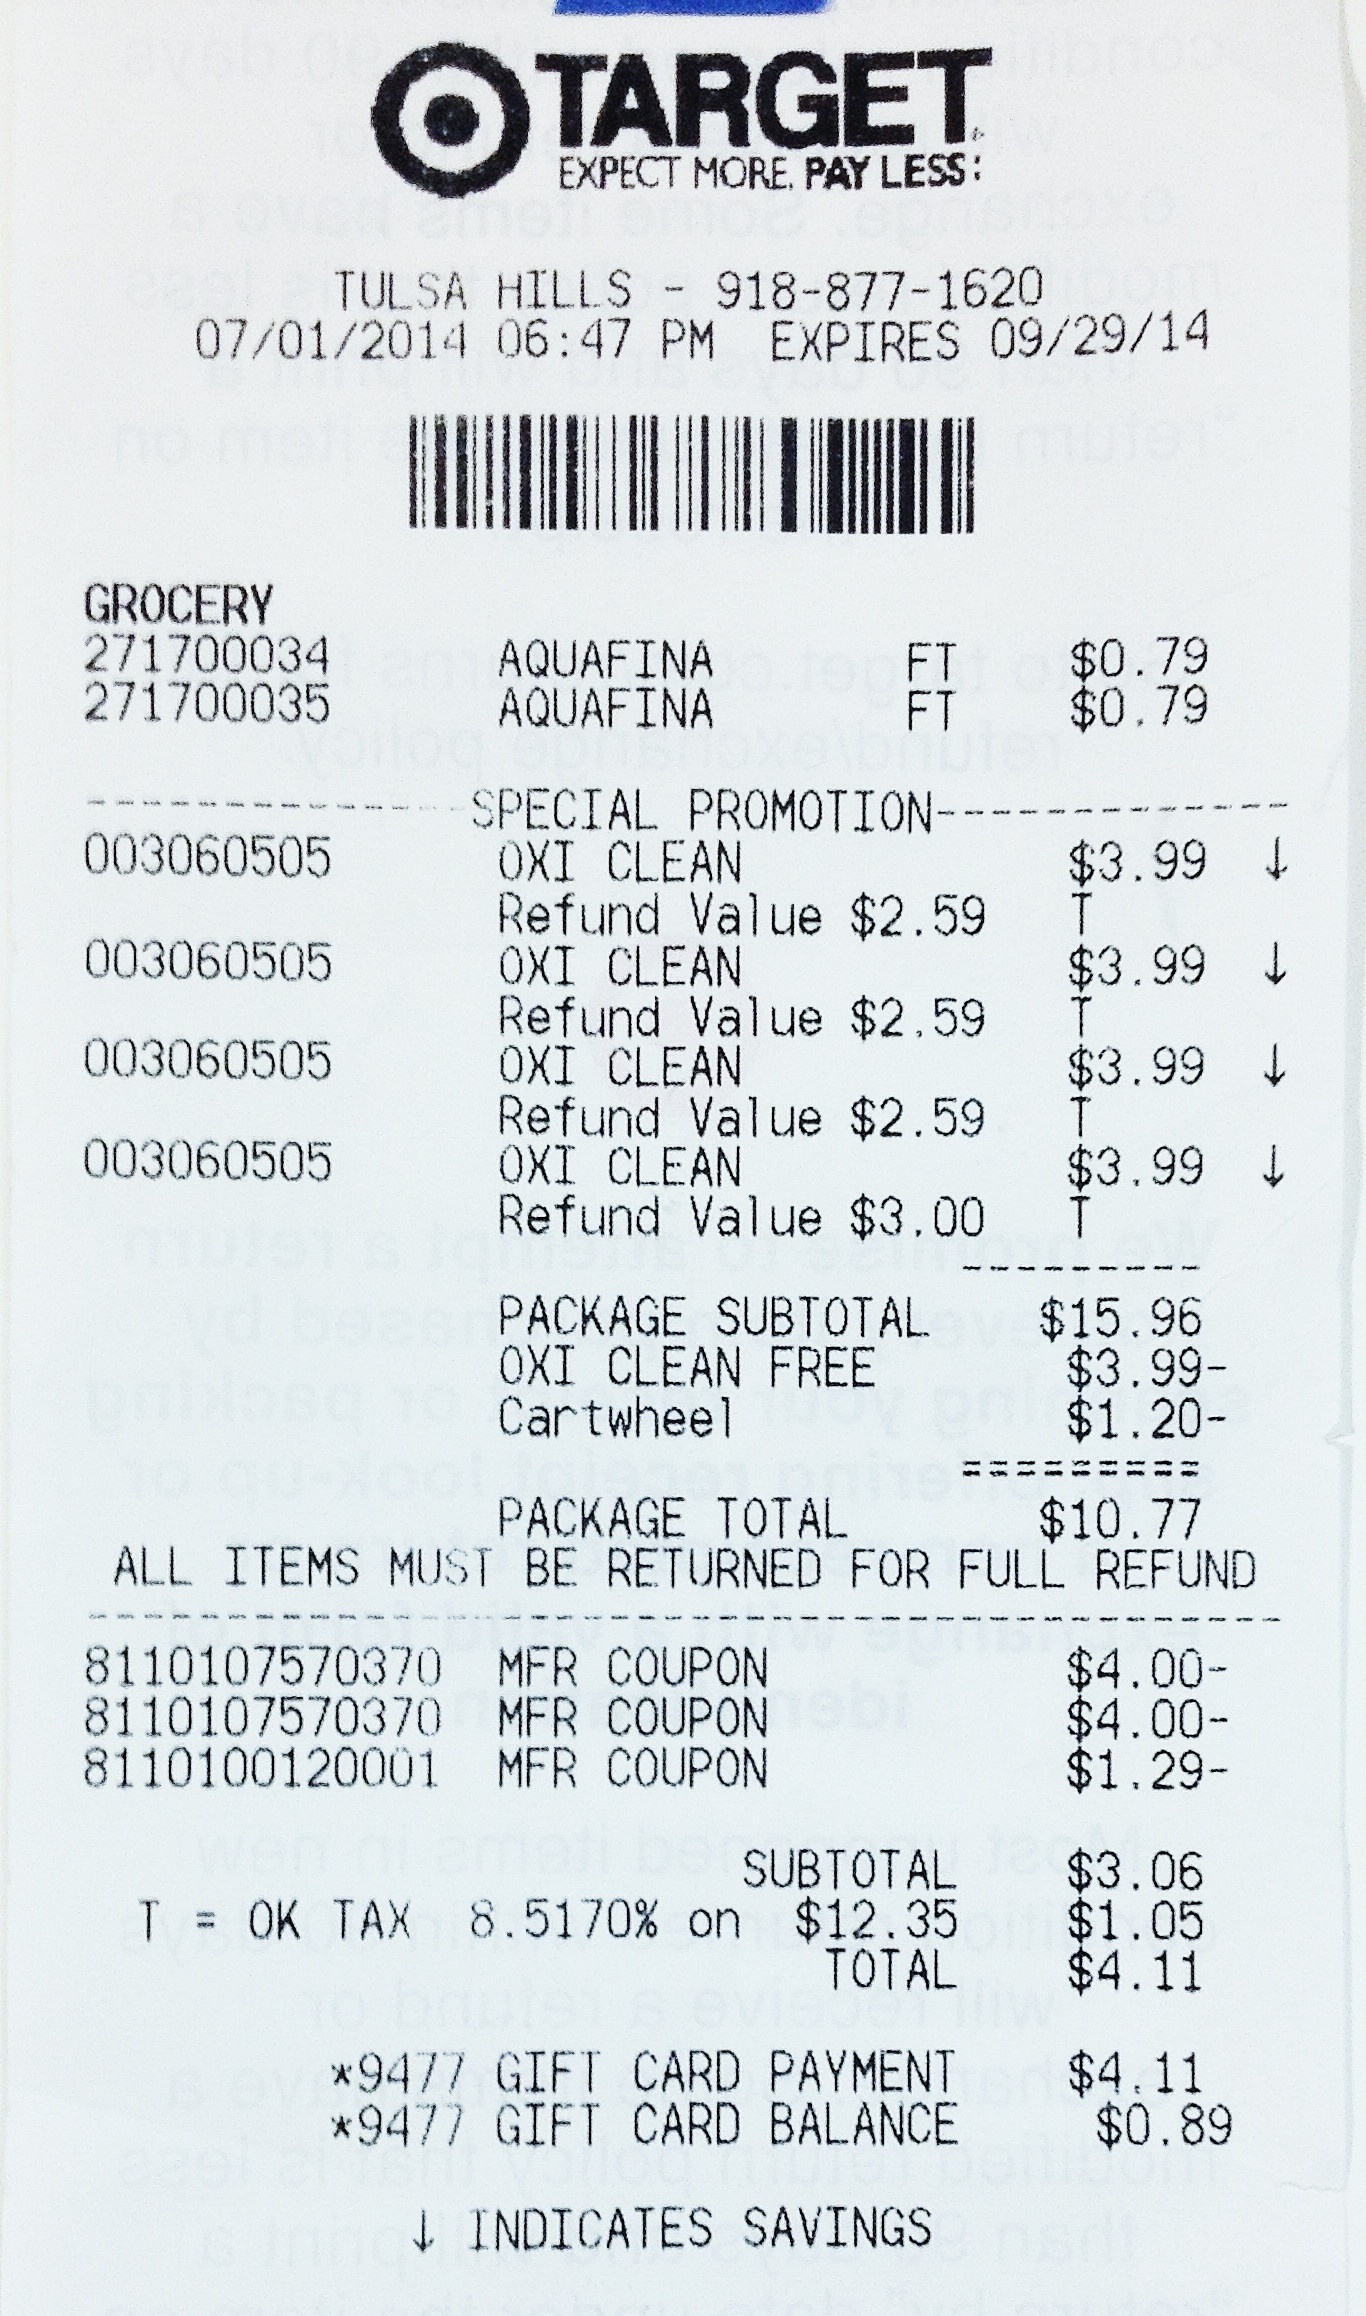 TARGET
EXPECT MORE. PAY LESS.
TULSA HILLS - 918-877-1620
07/01/2014 06:47 PM EXPIRES 09/29/14
GROCERY
271700034 AQUAFINA FT $0.79
271700035 AQUAFINA FT $0.79
-------------SPECIAL PROMOTION-------------
003060505 OXI CLEAN $3.99 ↓
Refund Value $2.59 T
003060505 OXI CLEAN $3.99 ↓
Refund Value $2.59 T
003060505 OXI CLEAN $3.99 ↓
Refund Value $2.59 T
003060505 OXI CLEAN $3.99 ↓
Refund Value $3.00 T
---------
PACKAGE SUBTOTAL $15.96
OXI CLEAN FREE $3.99-
Cartwheel $1.20-
=========
PACKAGE TOTAL $10.77
ALL ITEMS MUST BE RETURNED FOR FULL REFUND
--------------------------------------------
8110107570370 MFR COUPON $4.00-
8110107570370 MFR COUPON $4.00-
8110100120001 MFR COUPON $1.29-
SUBTOTAL $3.06
T = OK TAX 8.5170% on $12.35 $1.05
TOTAL $4.11
*9477 GIFT CARD PAYMENT $4.11
*9477 GIFT CARD BALANCE $0.89
↓ INDICATES SAVINGS